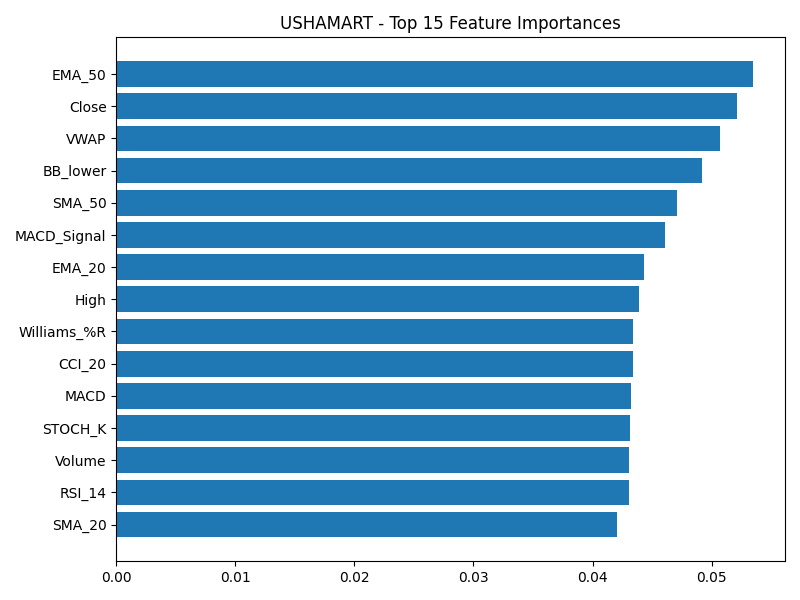 USHAMART - Top 15 Feature Importances
EMA_50
Close
VWAP
BB_lower
SMA_50
MACD_Signal
EMA_20
High
Williams_%R
CCI_20
MACD
STOCH_K
Volume
RSI_14
SMA_20
0.00 0.01 0.02 0.03 0.04 0.05